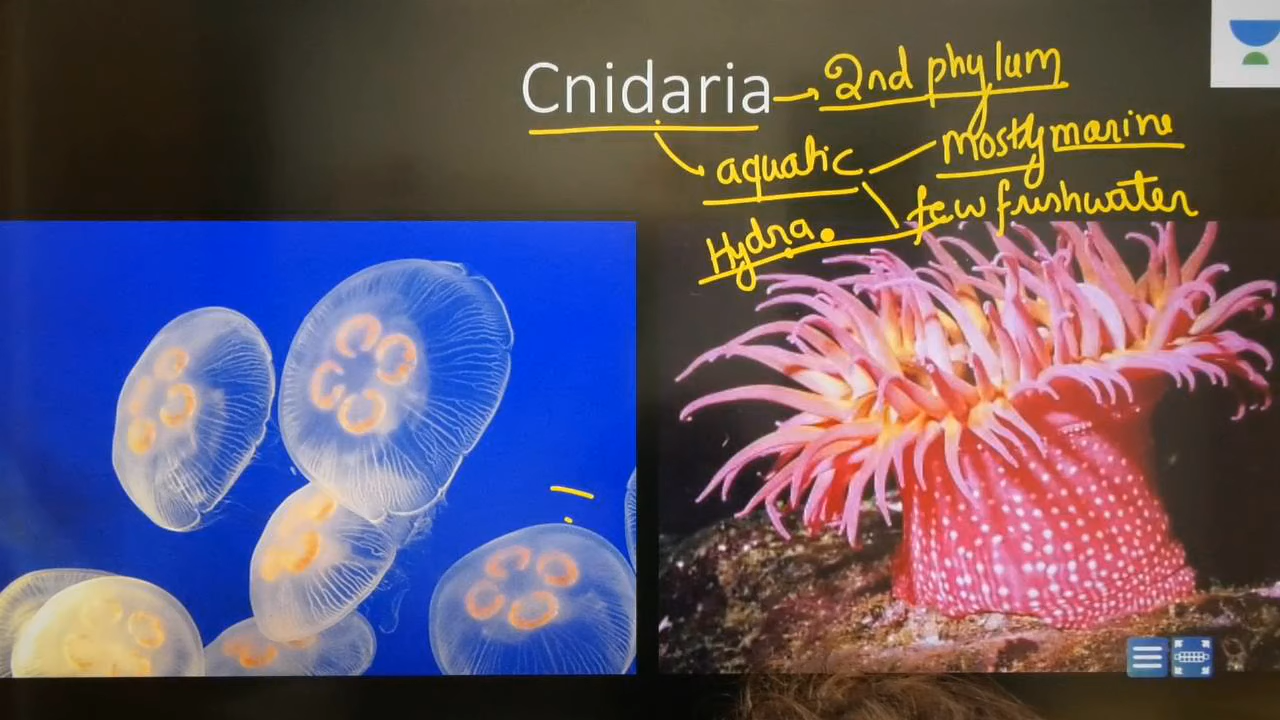 Cnidaria → 2nd phylum
aquatic mostly marine
few freshwater
Hydra.